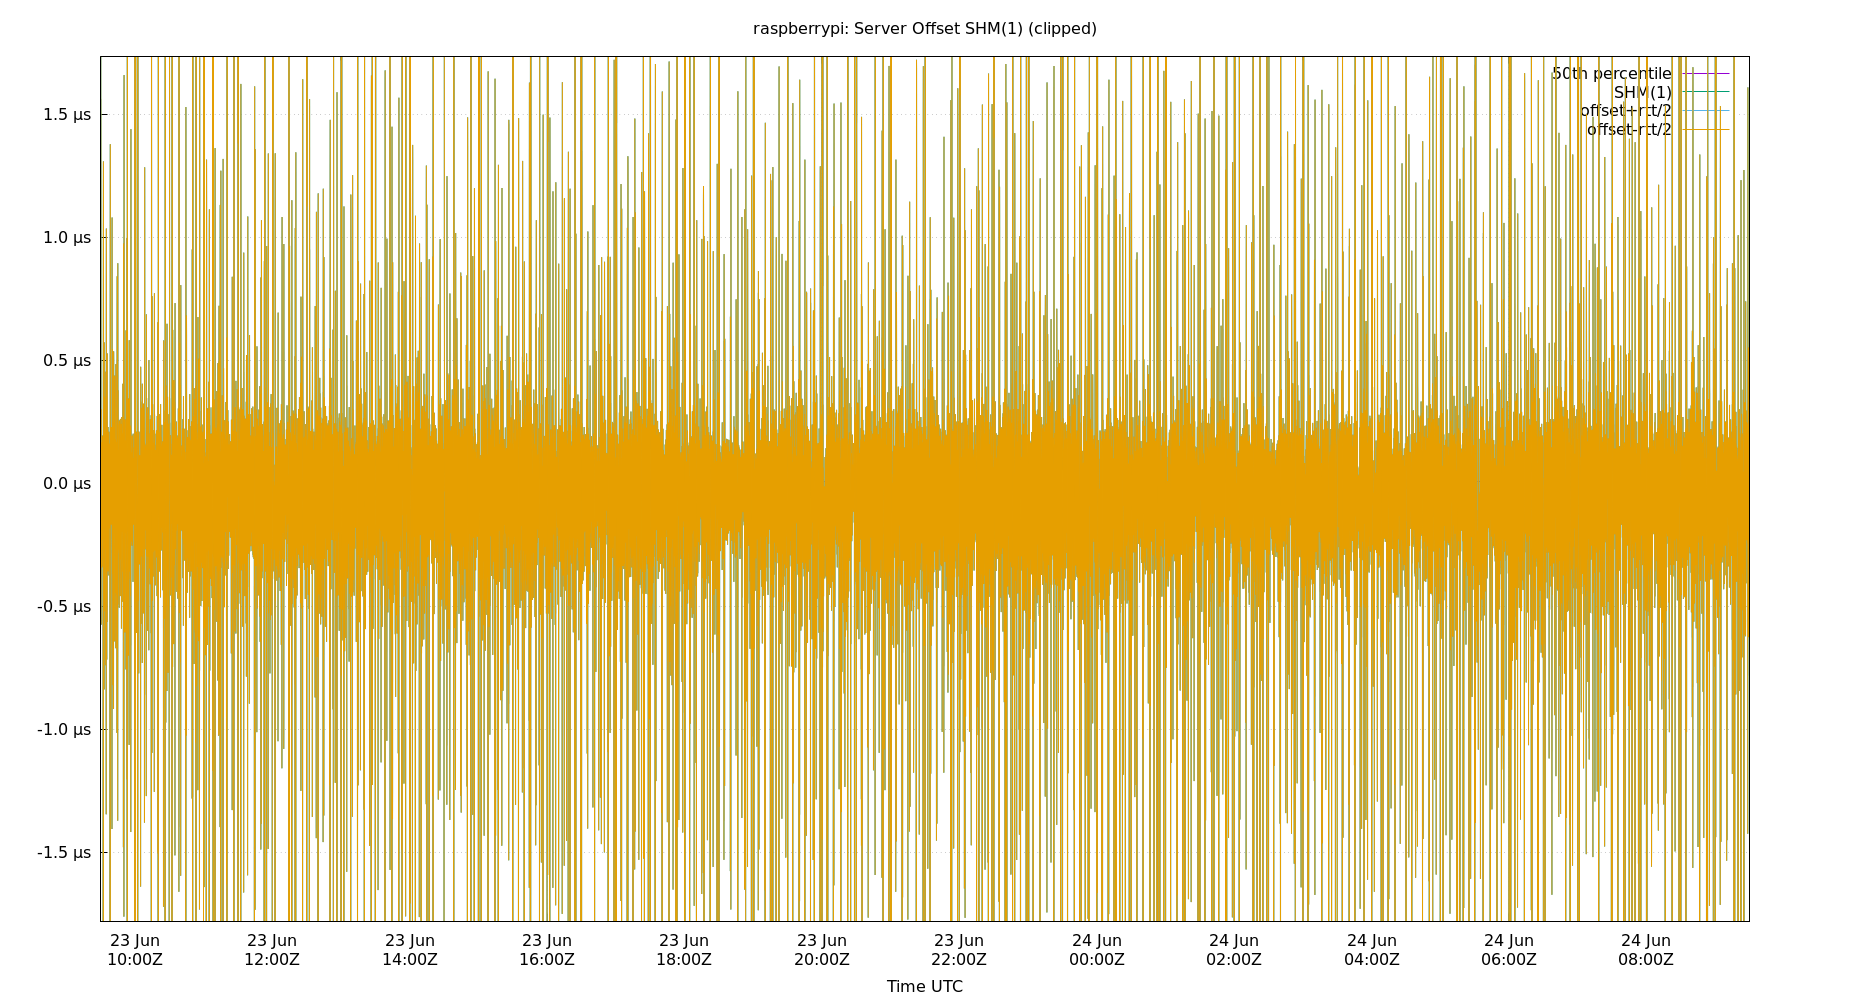 raspberrypi: Server Offset SHM(1) (clipped)
50th percentile
SHM(1)
offset+rtt/2
offset-rtt/2
1.5 µs
1.0 µs
0.5 µs
0.0 µs
-0.5 µs
-1.0 µs
-1.5 µs
23 Jun 23 Jun 23 Jun 23 Jun 23 Jun 23 Jun 23 Jun 24 Jun 24 Jun 24 Jun 24 Jun 24 Jun
10:00Z 12:00Z 14:00Z 16:00Z 18:00Z 20:00Z 22:00Z 00:00Z 02:00Z 04:00Z 06:00Z 08:00Z
Time UTC